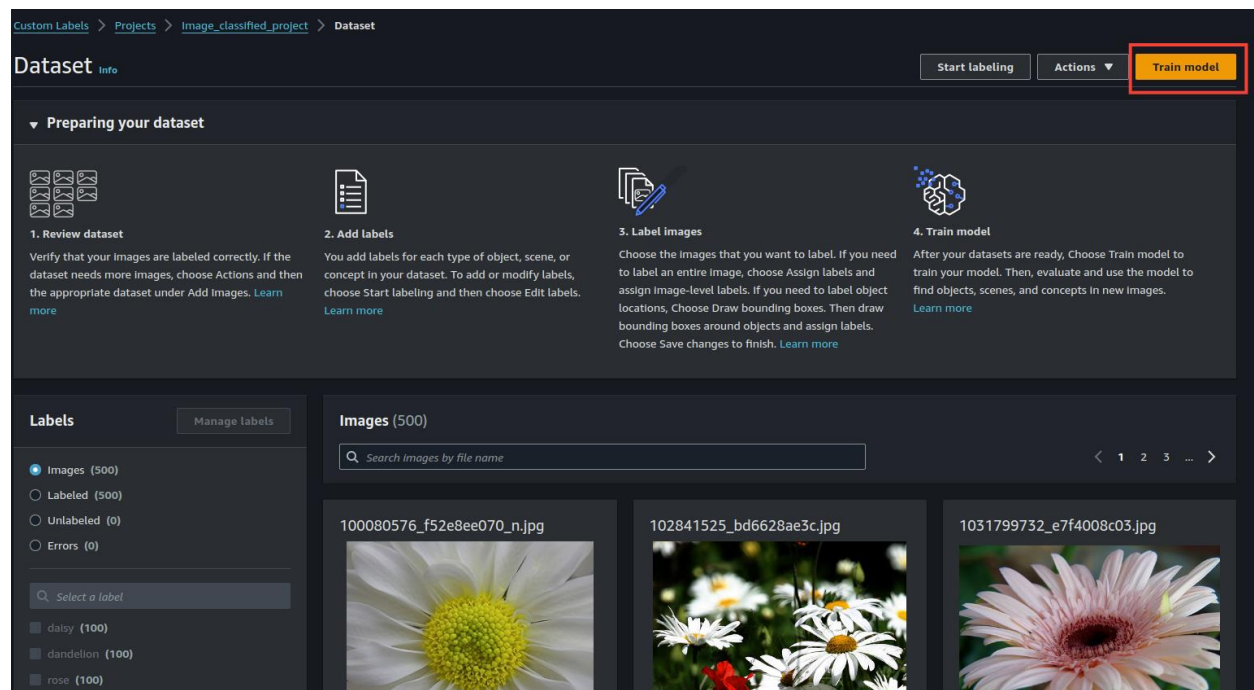 Custom Labels > Projects > Image_classified_project > Dataset
Dataset Info
Start labeling
Actions ▼
Train model
▼ Preparing your dataset
1. Review dataset
Verify that your images are labeled correctly. If the
dataset needs more images, choose Actions and then
the appropriate dataset under Add Images. Learn
more
2. Add labels
You add labels for each type of object, scene, or
concept in your dataset. To add or modify labels,
choose Start labeling and then choose Edit labels.
Learn more
3. Label images
Choose the images that you want to label. If you need
to label an entire image, choose Assign labels and
assign image-level labels. If you need to label object
locations, Choose Draw bounding boxes. Then draw
bounding boxes around objects and assign labels.
Choose Save changes to finish. Learn more
4. Train model
After your datasets are ready, Choose Train model to
train your model. Then, evaluate and use the model to
find objects, scenes, and concepts in new images.
Learn more
Labels
Manage labels
Images (500)
Labeled (500)
Unlabeled (0)
Errors (0)
Select a label
daisy (100)
dandelion (100)
rose (100)
Images (500)
Search images by file name
< 1 2 3 ... >
100080576_f52e8ee070_n.jpg
102841525_bd6628ae3c.jpg
1031799732_e7f4008c03.jpg